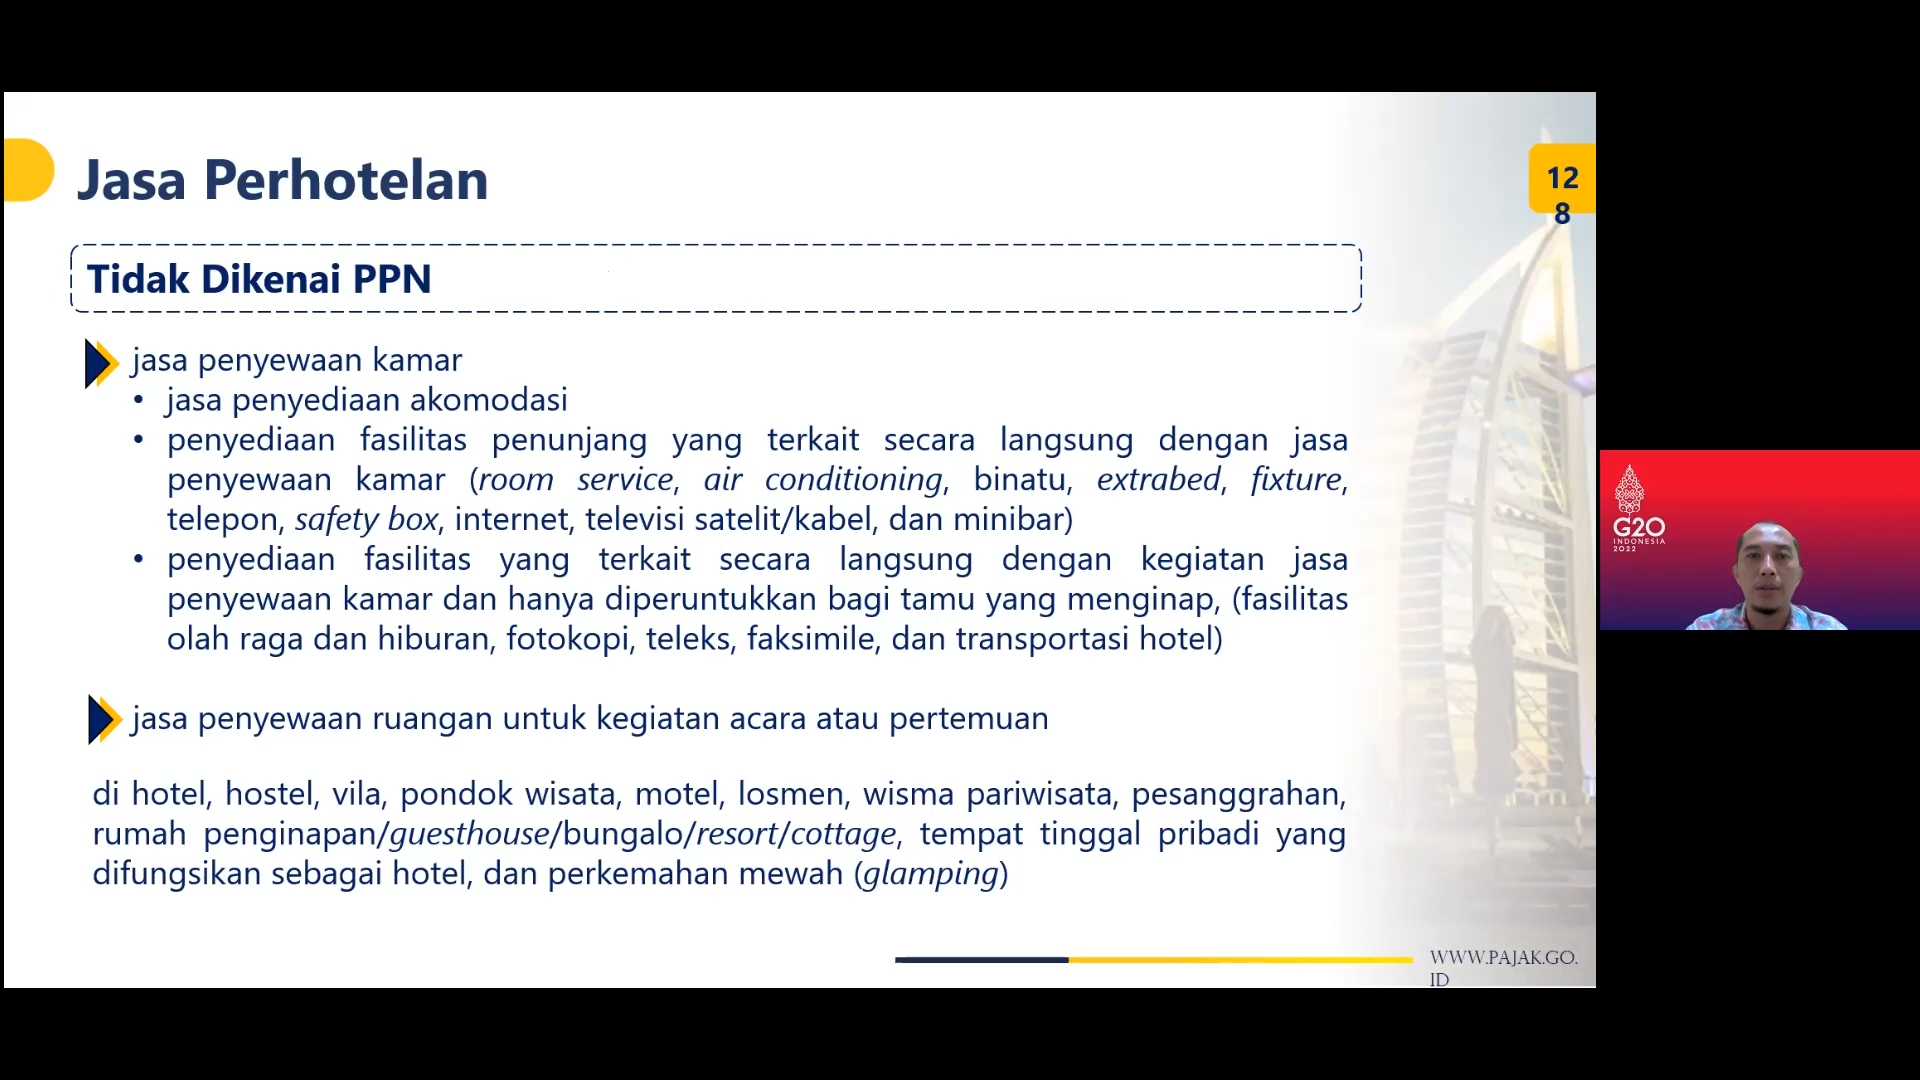 Jasa Perhotelan
12
8
Tidak Dikenai PPN
jasa penyewaan kamar
• jasa penyediaan akomodasi
• penyediaan fasilitas penunjang yang terkait secara langsung dengan jasa
penyewaan kamar (room service, air conditioning, binatu, extrabed, fixture,
telepon, safety box, internet, televisi satelit/kabel, dan minibar)
• penyediaan fasilitas yang terkait secara langsung dengan kegiatan jasa
penyewaan kamar dan hanya diperuntukkan bagi tamu yang menginap, (fasilitas
olah raga dan hiburan, fotokopi, teleks, faksimile, dan transportasi hotel)
jasa penyewaan ruangan untuk kegiatan acara atau pertemuan
di hotel, hostel, vila, pondok wisata, motel, losmen, wisma pariwisata, pesanggrahan,
rumah penginapan/guesthouse/bungalo/resort/cottage, tempat tinggal pribadi yang
difungsikan sebagai hotel, dan perkemahan mewah (glamping)
WWW.PAJAK.GO.
ID
G20
INDONESIA
2022